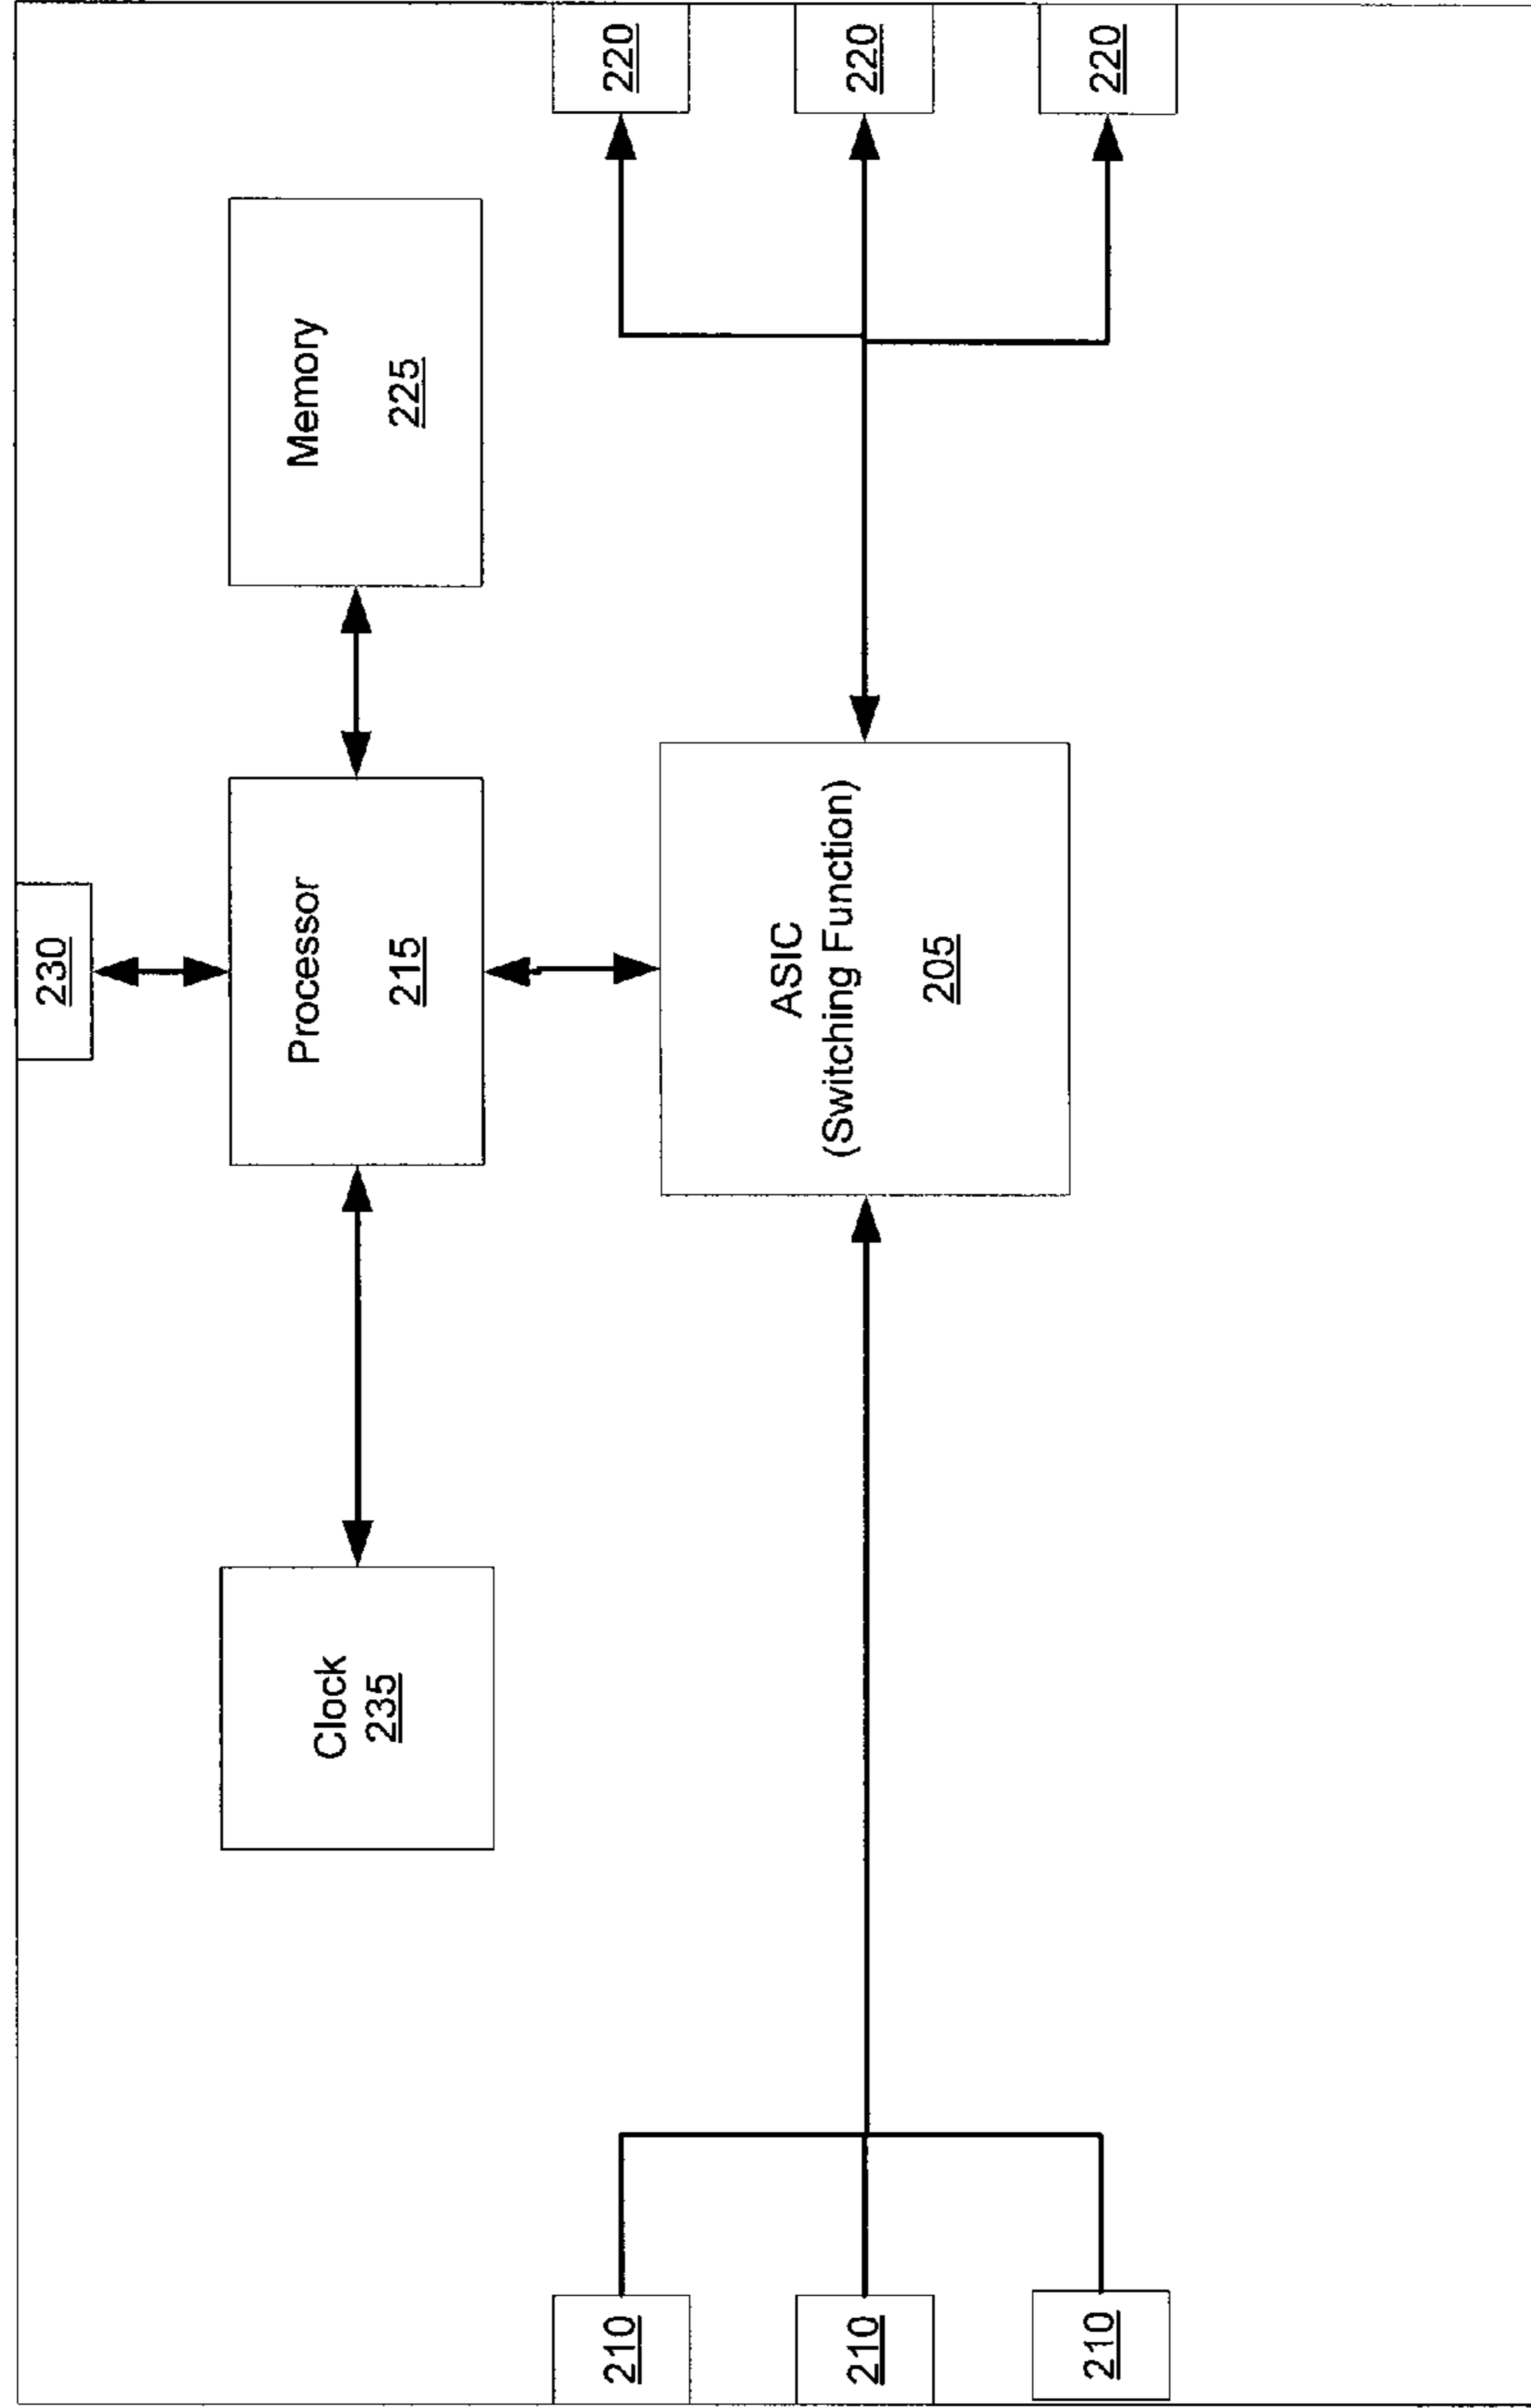 230
Clock
235
Processor
215
Memory
225
210
210
210
ASIC
(Switching Function)
205
220
220
220